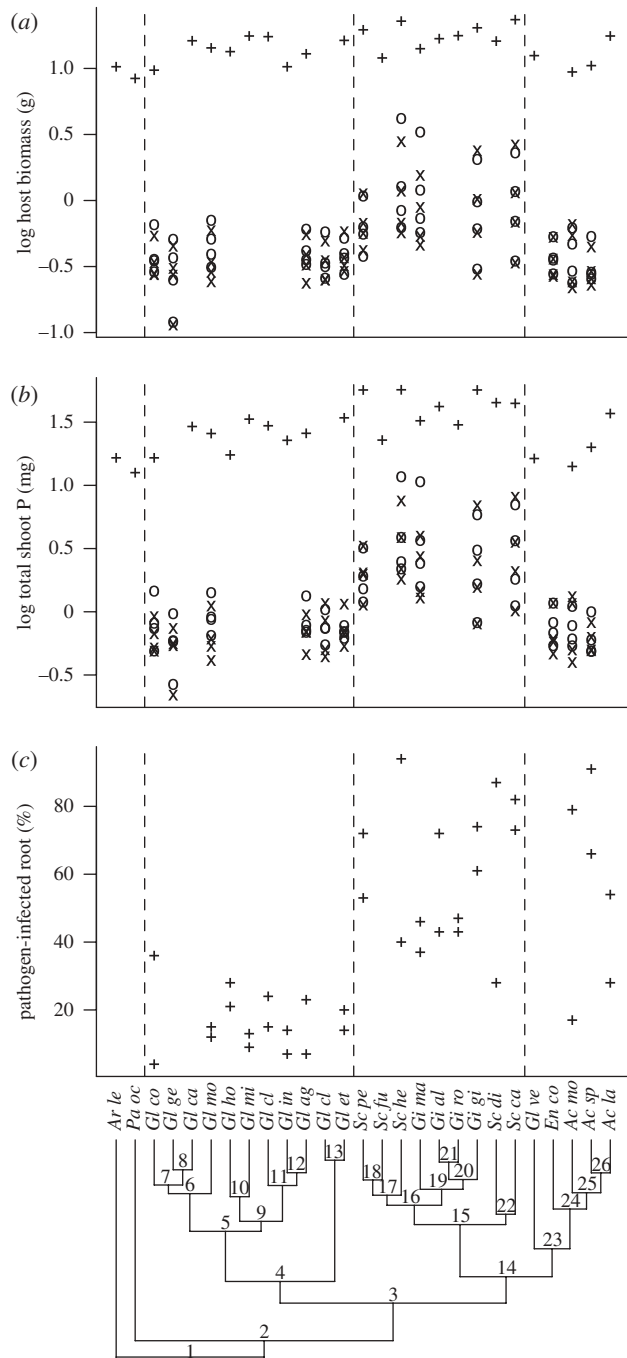 (a)
log host biomass (g)
1.0
0.5
0
−0.5
−1.0
(b)
log total shoot P (mg)
1.5
1.0
0.5
0
−0.5
(c)
pathogen-infected root (%)
80
60
40
20
Ar le
Pa oc
Gl co
Gl ge
Gl ca
Gl mo
Gl ho
Gl mi
Gl cl
Gl in
Gl ag
Gl cl
Gl et
Sc pe
Sc fu
Sc he
Gi ma
Gi al
Gi ro
Gi gi
Sc di
Sc ca
Gl ve
En co
Ac mo
Ac sp
Ac la
13
21
26
8
12
18
20
7
11
25
6
10
17
19
22
24
16
9
5
15
23
4
14
3
2
1